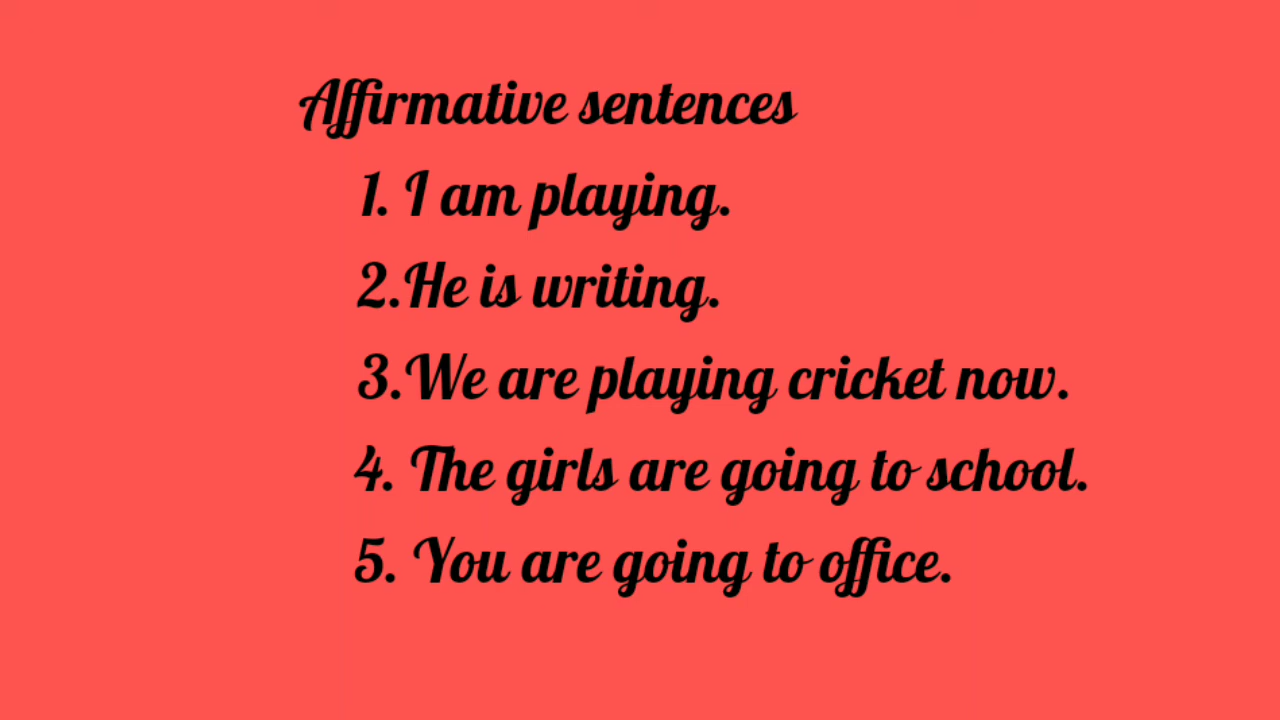 Affirmative sentences
1. I am playing.
2.He is writing.
3.We are playing cricket now.
4. The girls are going to school.
5. You are going to office.